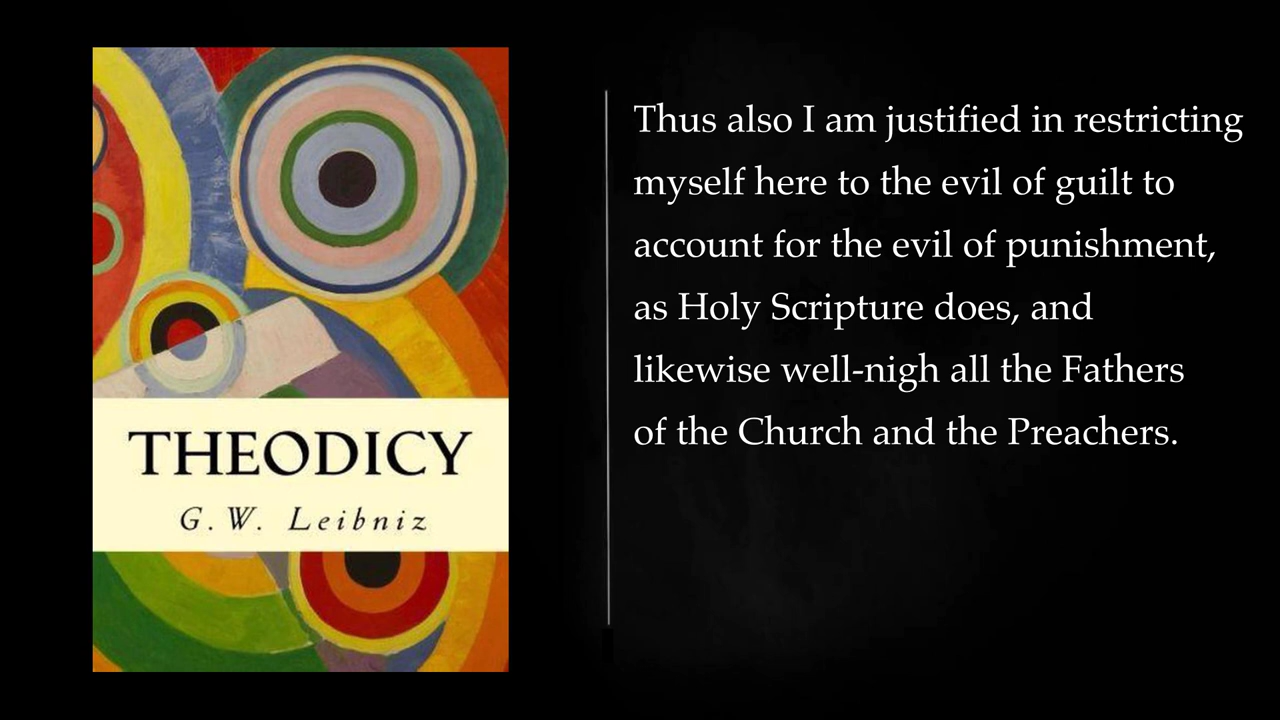 THEODICY
G. W. Leibniz
Thus also I am justified in restricting
myself here to the evil of guilt to
account for the evil of punishment,
as Holy Scripture does, and
likewise well-nigh all the Fathers
of the Church and the Preachers.